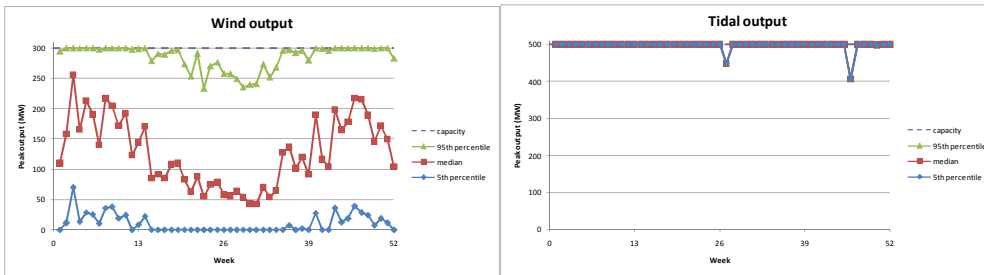 Wind output
300
250
200
150
100
50
0
Peak output (MW)
0 13 26 39 52
Week
capacity
95th percentile
median
5th percentile
Tidal output
500
400
300
200
100
0
Peak output (MW)
0 13 26 39 52
Week
capacity
95th percentile
median
5th percentile